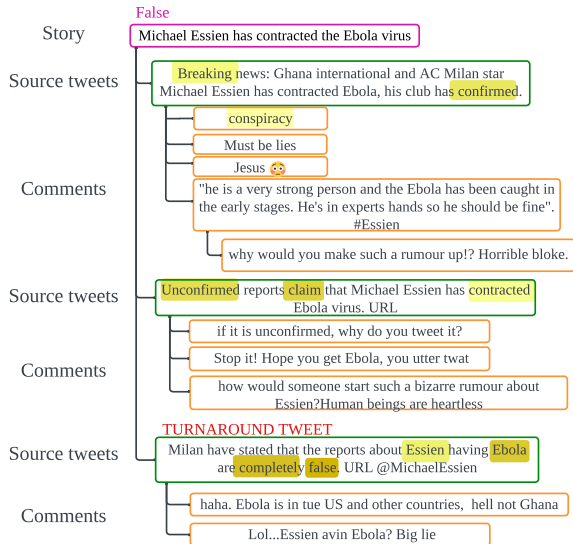 False
Story
Michael Essien has contracted the Ebola virus
Source tweets
Breaking news: Ghana international and AC Milan star
Michael Essien has contracted Ebola, his club has confirmed.
conspiracy
Must be lies
Jesus 😳
Comments
"he is a very strong person and the Ebola has been caught in
the early stages. He's in experts hands so he should be fine".
#Essien
why would you make such a rumour up!? Horrible bloke.
Source tweets
Unconfirmed reports claim that Michael Essien has contracted
Ebola virus. URL
if it is unconfirmed, why do you tweet it?
Comments
Stop it! Hope you get Ebola, you utter twat
how would someone start such a bizarre rumour about
Essien?Human beings are heartless
TURNAROUND TWEET
Source tweets
Milan have stated that the reports about Essien having Ebola
are completely false. URL @MichaelEssien
Comments
haha. Ebola is in tue US and other countries, hell not Ghana
Lol...Essien avin Ebola? Big lie